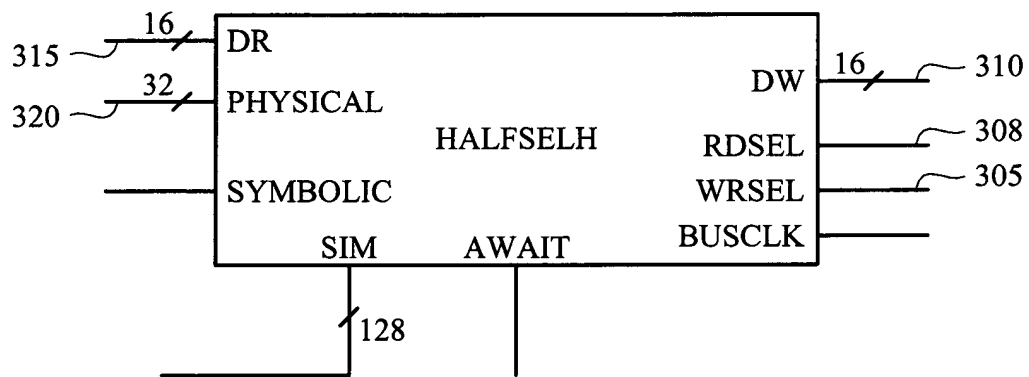 315 16 DR
320 32 PHYSICAL
SYMBOLIC
HALFSELH
DW 16 310
RDSEL 308
WRSEL 305
BUSCLK
SIM AWAIT
128